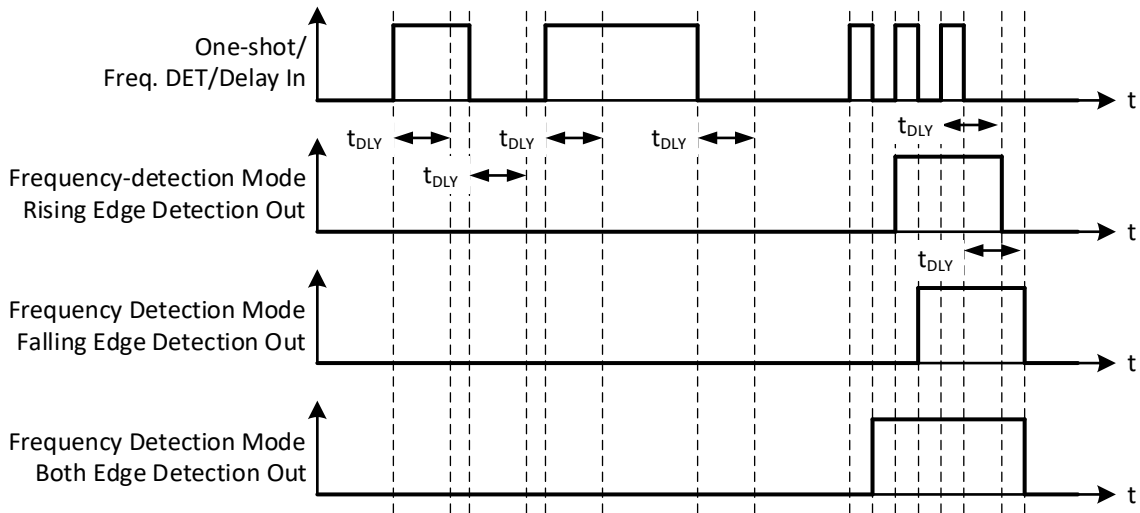 One-shot/
Freq. DET/Delay In
t
tDLY
tDLY
tDLY
tDLY
tDLY
Frequency-detection Mode
Rising Edge Detection Out
t
tDLY
Frequency Detection Mode
Falling Edge Detection Out
t
Frequency Detection Mode
Both Edge Detection Out
t